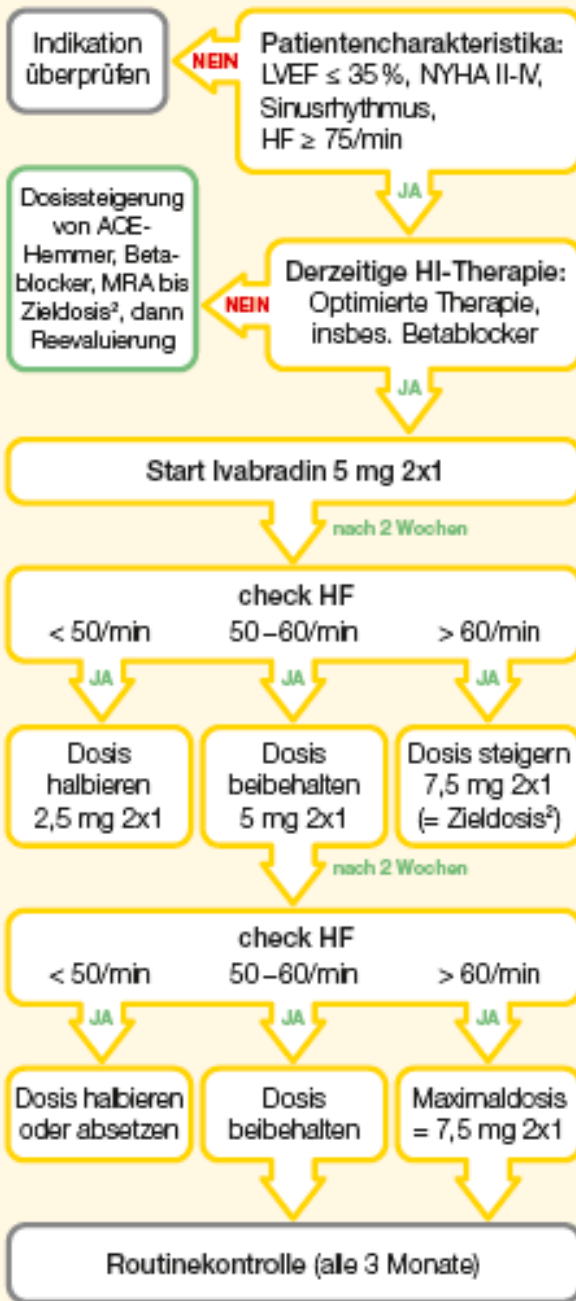 Indikation
überprüfen
NEIN
Patientencharakteristika:
LVEF ≤ 35 %, NYHA II-IV,
Sinusrhythmus,
HF ≥ 75/min
JA
Dosissteigerung
von ACE-
Hemmer, Beta-
blocker, MRA bis
Zieldosis², dann
Reevaluierung
NEIN
Derzeitige HI-Therapie:
Optimierte Therapie,
insbes. Betablocker
JA
Start Ivabradin 5 mg 2x1
nach 2 Wochen
check HF
< 50/min 50–60/min > 60/min
JA JA JA
Dosis
halbieren
2,5 mg 2x1
Dosis
beibehalten
5 mg 2x1
Dosis steigern
7,5 mg 2x1
(= Zieldosis²)
nach 2 Wochen
check HF
< 50/min 50–60/min > 60/min
JA JA JA
Dosis halbieren
oder absetzen
Dosis
beibehalten
Maximaldosis
= 7,5 mg 2x1
Routinekontrolle (alle 3 Monate)